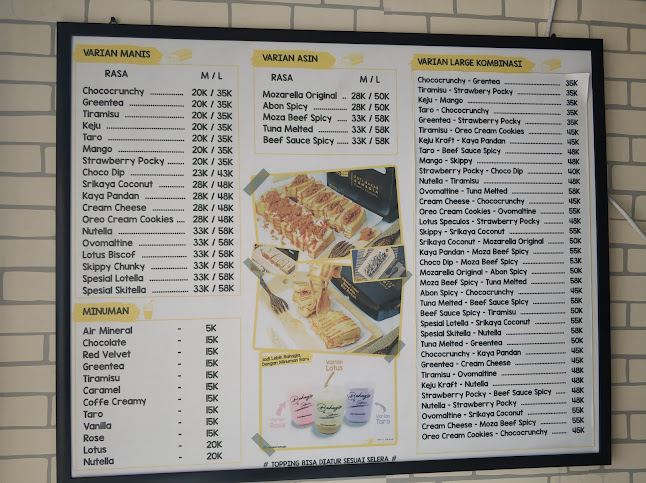 VARIAN MANIS
RASA M / L
Chococrunchy 20K / 35K
Greentea 20K / 35K
Tiramisu 20K / 35K
Keju 20K / 35K
Taro 20K / 35K
Mango 20K / 35K
Strawberry Pocky 20K / 35K
Choco Dip 23K / 43K
Srikaya Coconut 28K / 48K
Kaya Pandan 28K / 48K
Cream Cheese 28K / 48K
Oreo Cream Cookies 28K / 48K
Nutella 33K / 58K
Ovomaltine 33K / 58K
Lotus Biscof 33K / 58K
Skippy Chunky 33K / 58K
Spesial Lotella 33K / 58K
Spesial Skitella 33K / 58K
MINUMAN
Air Mineral - 5K
Chocolate - 15K
Red Velvet - 15K
Greentea - 15K
Tiramisu - 15K
Caramel - 15K
Coffe Creamy - 15K
Taro - 15K
Vanilla - 15K
Rose - 15K
Lotus - 20K
Nutella - 20K
VARIAN ASIN
RASA M / L
Mozarella Original 28K / 50K
Abon Spicy 28K / 50K
Moza Beef Spicy 33K / 58K
Tuna Melted 33K / 58K
Beef Sauce Spicy 33K / 58K
Jadi Lebih Bahagia,
Dengan Minuman Baru
Varian
Lotus
Varian
Rose
Varian
Taro
# TOPPING BISA DIATUR SESUAI SELERA #
VARIAN LARGE KOMBINASI
Chococrunchy - Grentea 35K
Tiramisu - Strawbery Pocky 35K
Keju - Mango 35K
Taro - Chococrunchy 35K
Greentea - Strawberry Pocky 35K
Tiramisu - Oreo Cream Cookies 45K
Keju Kraft - Kaya Pandan 45K
Taro - Beef Sauce Spicy 48K
Mango - Skippy 48K
Strawberry Pocky - Choco Dip 40K
Nutella - Tiramisu 48K
Ovomaltine - Tuna Melted 58K
Cream Cheese - Chococrunchy 45K
Oreo Cream Cookies - Ovomaltine 55K
Lotus Speculos - Strawberry Pocky 48K
Skippy - Srikaya Coconut 55K
Srikaya Coconut - Mozarella Original 50K
Kaya Pandan - Moza Beef Spicy 55K
Choco Dip - Moza Beef Spicy 53K
Mozarella Original - Abon Spicy 50K
Moza Beef Spicy - Tuna Melted 58K
Abon Spicy - Chococrunchy 45K
Tuna Melted - Beef Sauce Spicy 58K
Beef Sauce Spicy - Tiramisu 50K
Spesial Lotella - Srikaya Coconut 55K
Spesial Skitella - Nutella 58K
Tuna Melted - Greentea 50K
Chococrunchy - Kaya Pandan 45K
Greentea - Cream Cheese 45K
Tiramisu - Ovomaltine 48K
Keju Kraft - Nutella 48K
Strawberry Pocky - Beef Sauce Spicy 48K
Nutella - Strawberry Pocky 48K
Ovomaltine - Srikaya Coconut 55K
Cream Cheese - Moza Beef Spicy 55K
Oreo Cream Cookies - Chococrunchy 45K